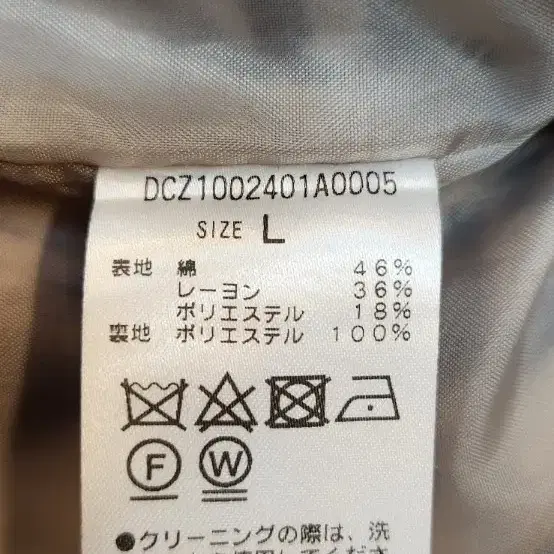 DCZ1002401A0005
SIZE L
表地 綿 46%
レーヨン 36%
ポリエステル 18%
裏地 ポリエステル 100%
F W
●クリーニングの際は、洗